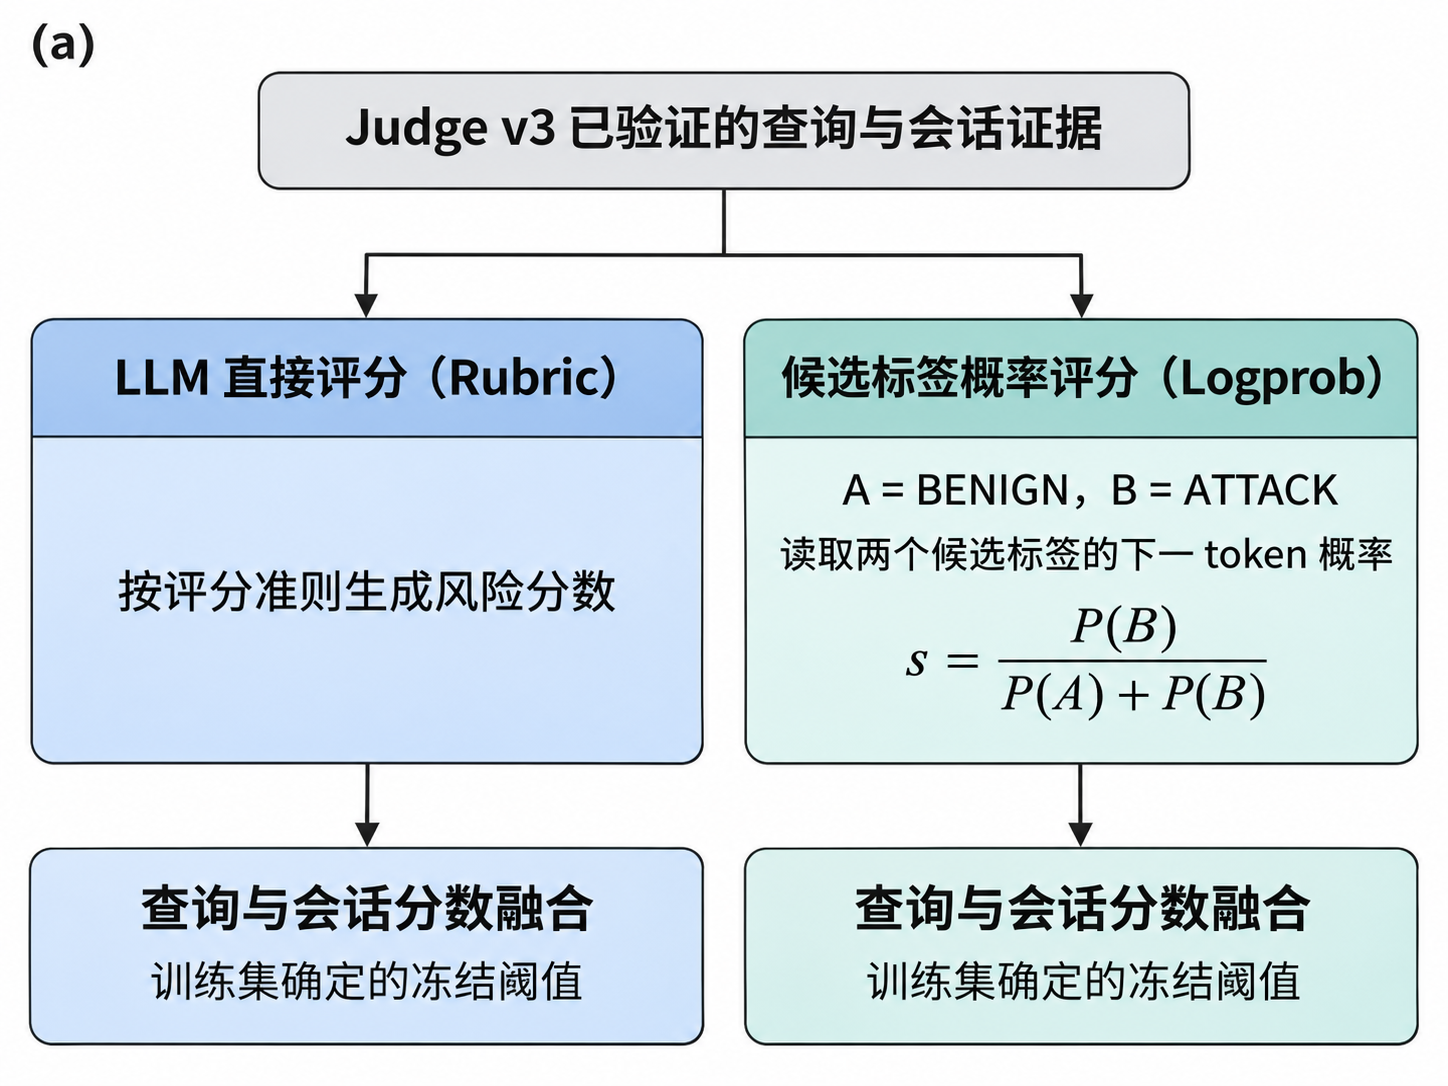 (a)
Judge v3 已验证的查询与会话证据
LLM 直接评分（Rubric）
按评分准则生成风险分数
查询与会话分数融合
训练集确定的冻结阈值
候选标签概率评分（Logprob）
A = BENIGN，B = ATTACK
读取两个候选标签的下一 token 概率
s = P(B) / P(A) + P(B)
查询与会话分数融合
训练集确定的冻结阈值